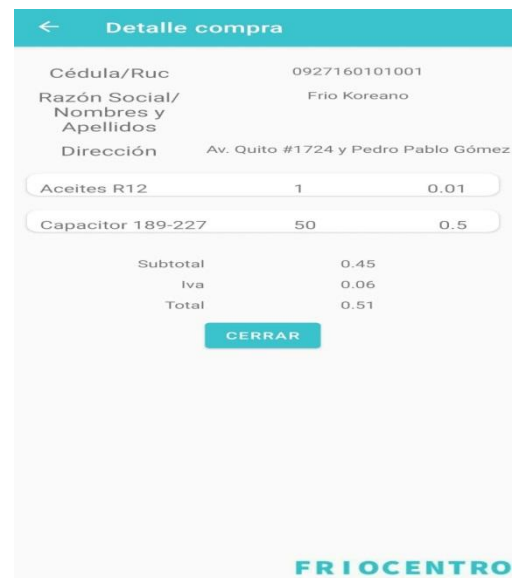 Detalle compra
Cédula/Ruc 0927160101001
Razón Social/ Frio Koreano
Nombres y
Apellidos
Dirección Av. Quito #1724 y Pedro Pablo Gómez
Aceites R12 1 0.01
Capacitor 189-227 50 0.5
Subtotal 0.45
Iva 0.06
Total 0.51
CERRAR
FRIOCENTRO